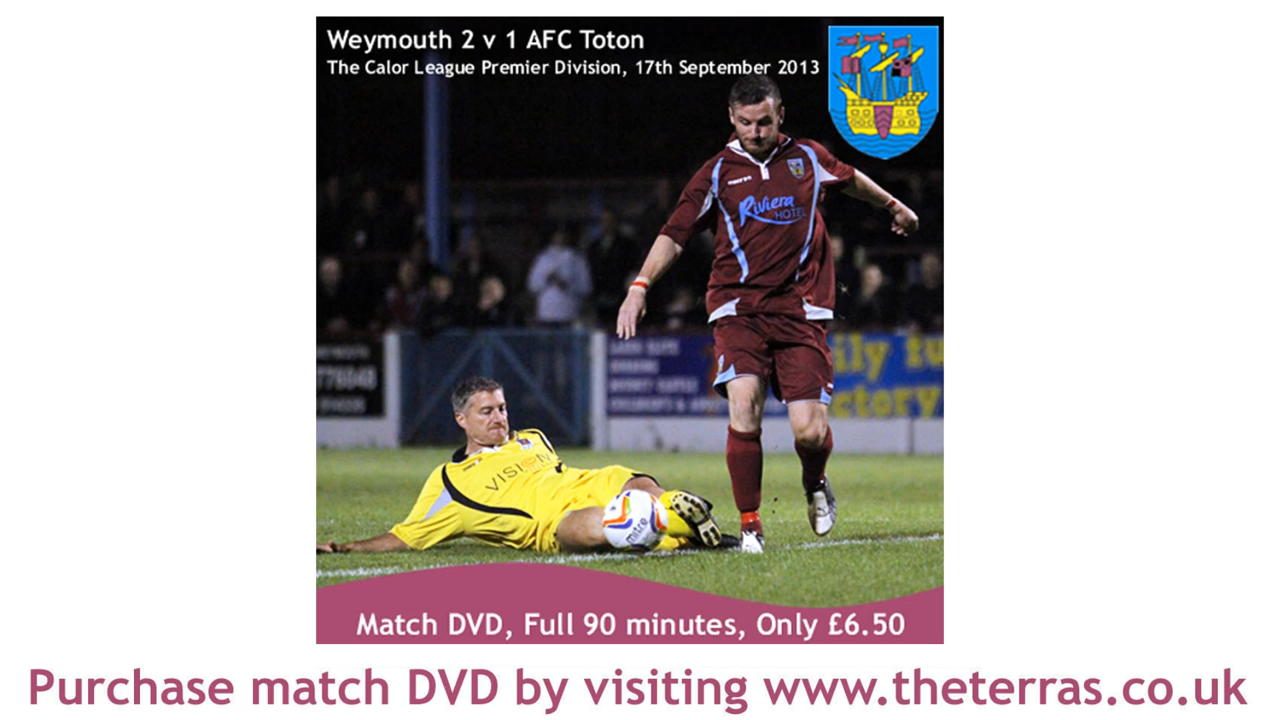 Weymouth 2 v 1 AFC Toton
The Calor League Premier Division, 17th September 2013
Riviera
HOTEL
VISION
mitre
Match DVD, Full 90 minutes, Only £6.50
Purchase match DVD by visiting www.theterras.co.uk